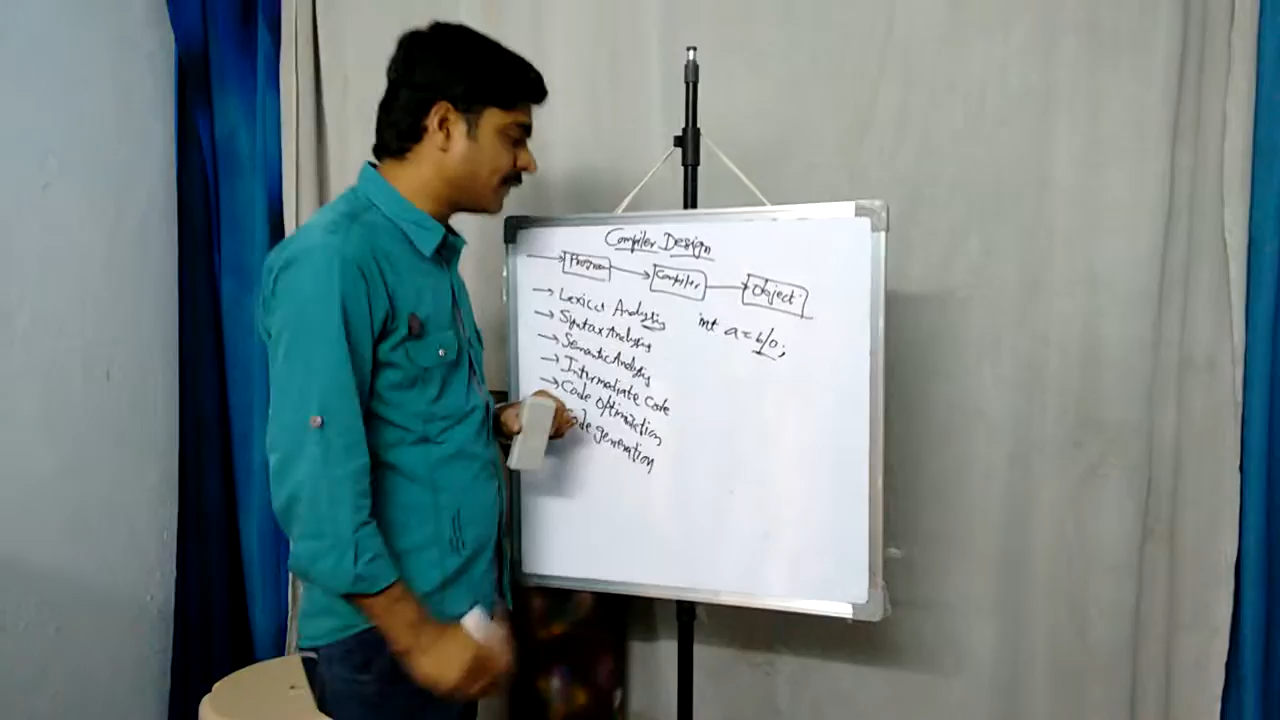 Compiler Design
→ Program → Compiler → Object
→ Lexical Analysis
→ Syntax Analysis
→ Semantic Analysis
→ Intermediate Code
→ Code optimization
Code generation
int a = b/0;